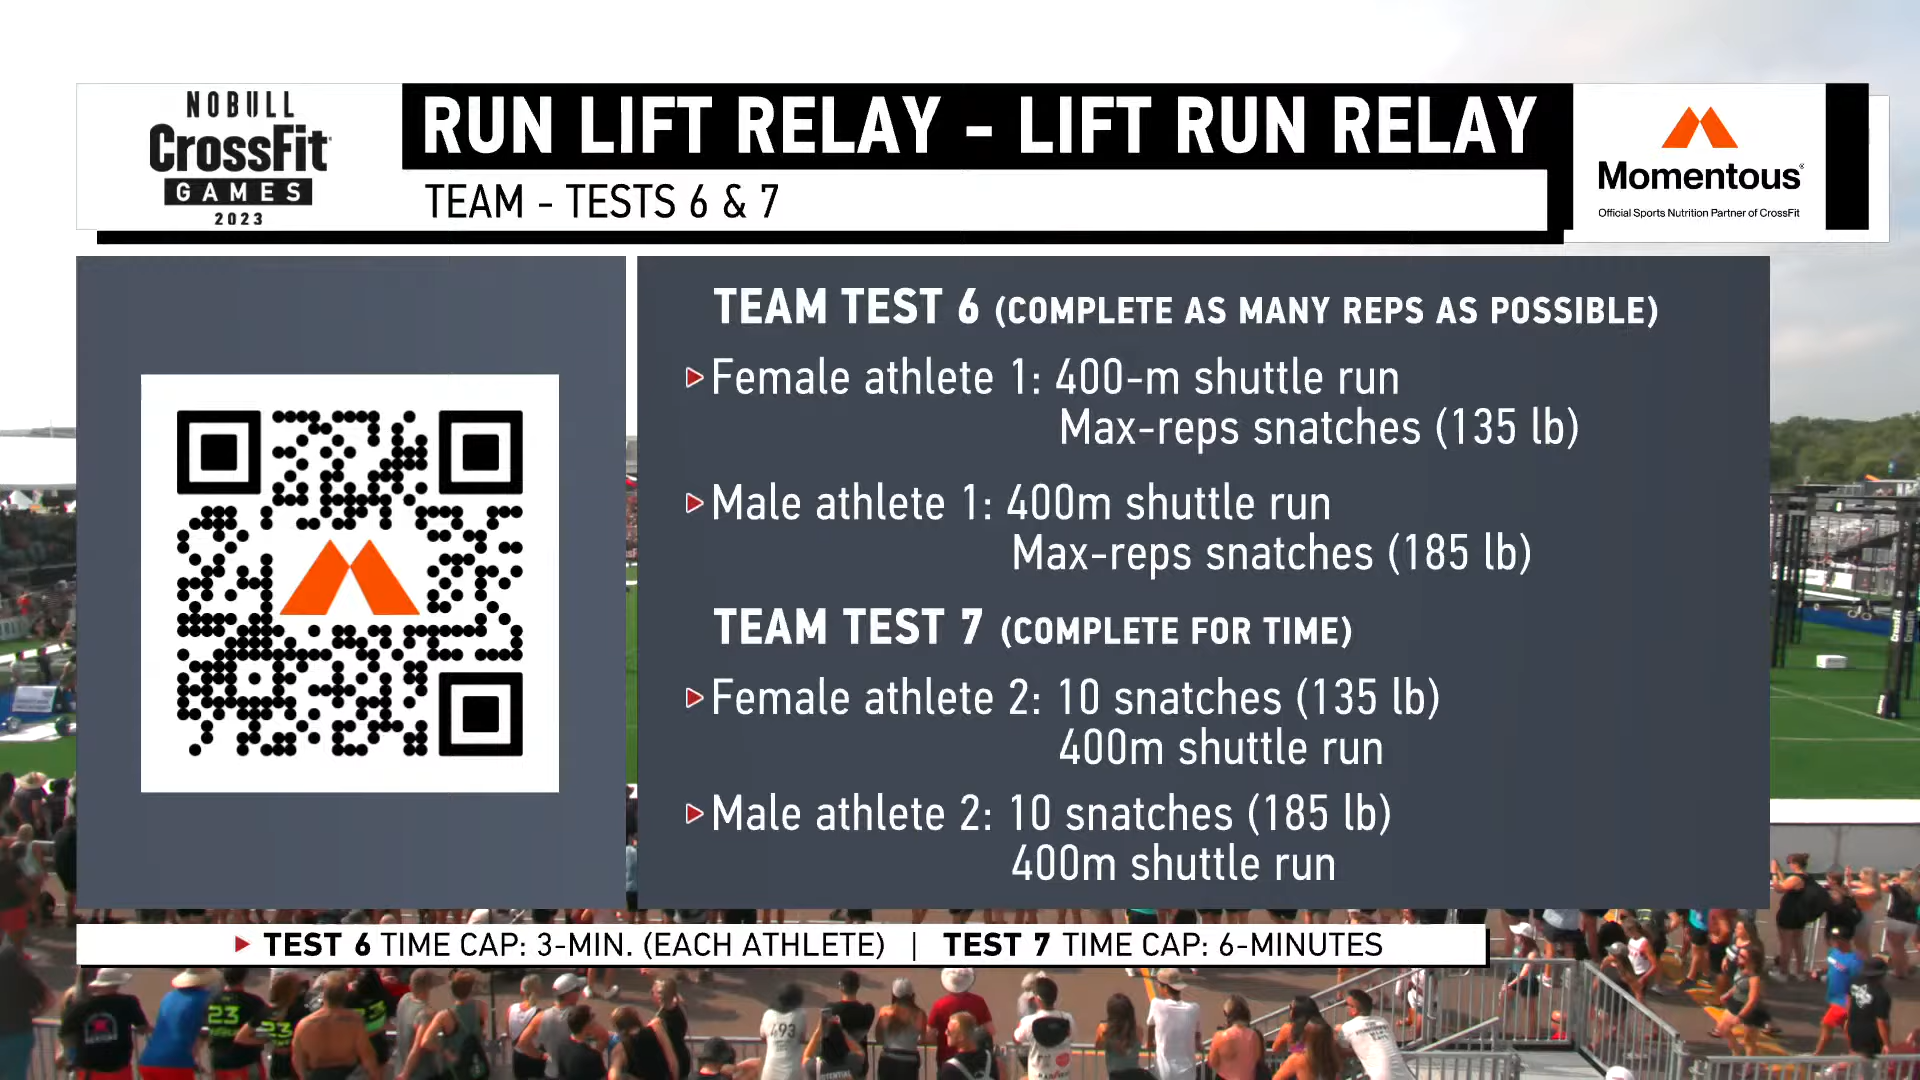 NOBULL
CrossFit
GAMES
2023
RUN LIFT RELAY - LIFT RUN RELAY
TEAM - TESTS 6 & 7
Momentous
Official Sports Nutrition Partner of CrossFit
TEAM TEST 6 (COMPLETE AS MANY REPS AS POSSIBLE)
Female athlete 1: 400-m shuttle run
Max-reps snatches (135 lb)
Male athlete 1: 400m shuttle run
Max-reps snatches (185 lb)
TEAM TEST 7 (COMPLETE FOR TIME)
Female athlete 2: 10 snatches (135 lb)
400m shuttle run
Male athlete 2: 10 snatches (185 lb)
400m shuttle run
TEST 6 TIME CAP: 3-MIN. (EACH ATHLETE) | TEST 7 TIME CAP: 6-MINUTES
23
23
493